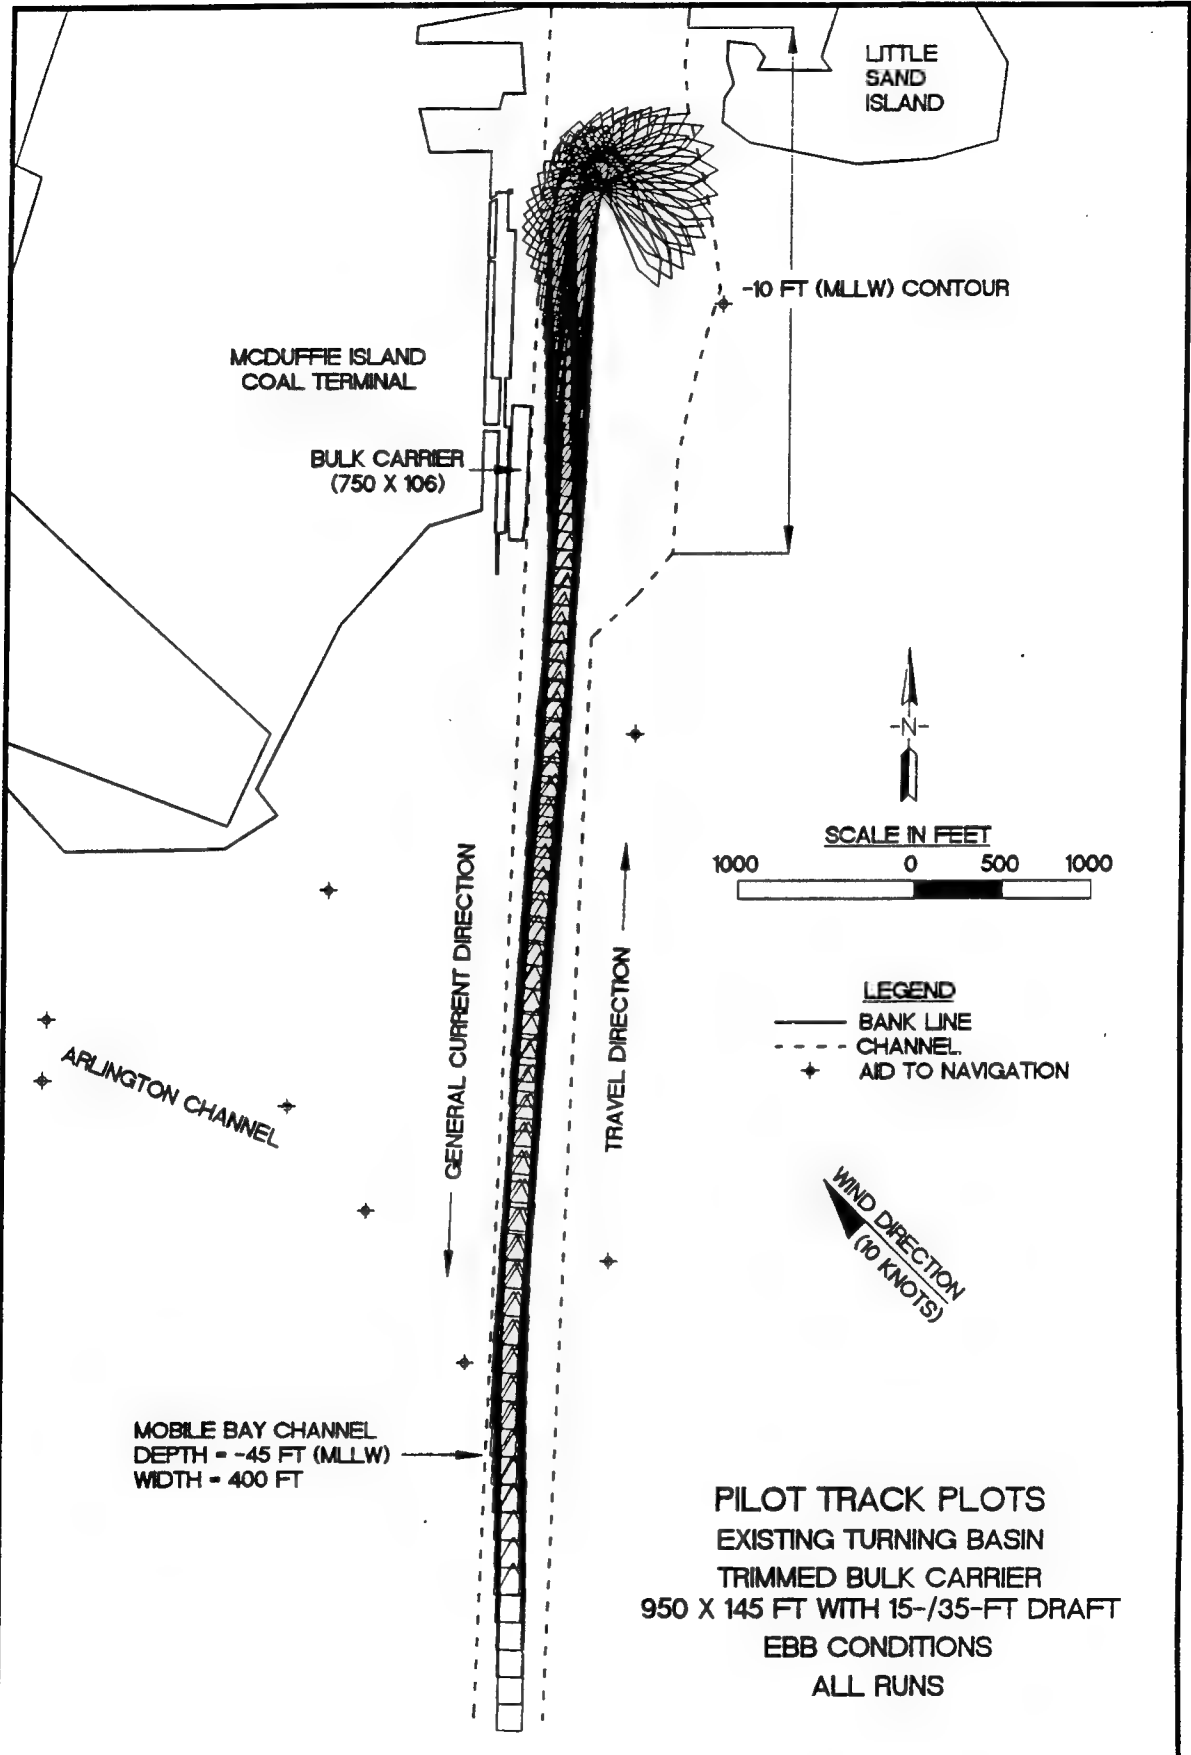 LITTLE
SAND
ISLAND
-10 FT (MLLW) CONTOUR
MCDUFFIE ISLAND
COAL TERMINAL
BULK CARRIER
(750 X 106)
-N-
SCALE IN FEET
1000 0 500 1000
GENERAL CURRENT DIRECTION
TRAVEL DIRECTION
LEGEND
BANK LINE
CHANNEL
AID TO NAVIGATION
ARLINGTON CHANNEL
WIND DIRECTION
(10 KNOTS)
MOBILE BAY CHANNEL
DEPTH = -45 FT (MLLW)
WIDTH = 400 FT
PILOT TRACK PLOTS
EXISTING TURNING BASIN
TRIMMED BULK CARRIER
950 X 145 FT WITH 15-/35-FT DRAFT
EBB CONDITIONS
ALL RUNS